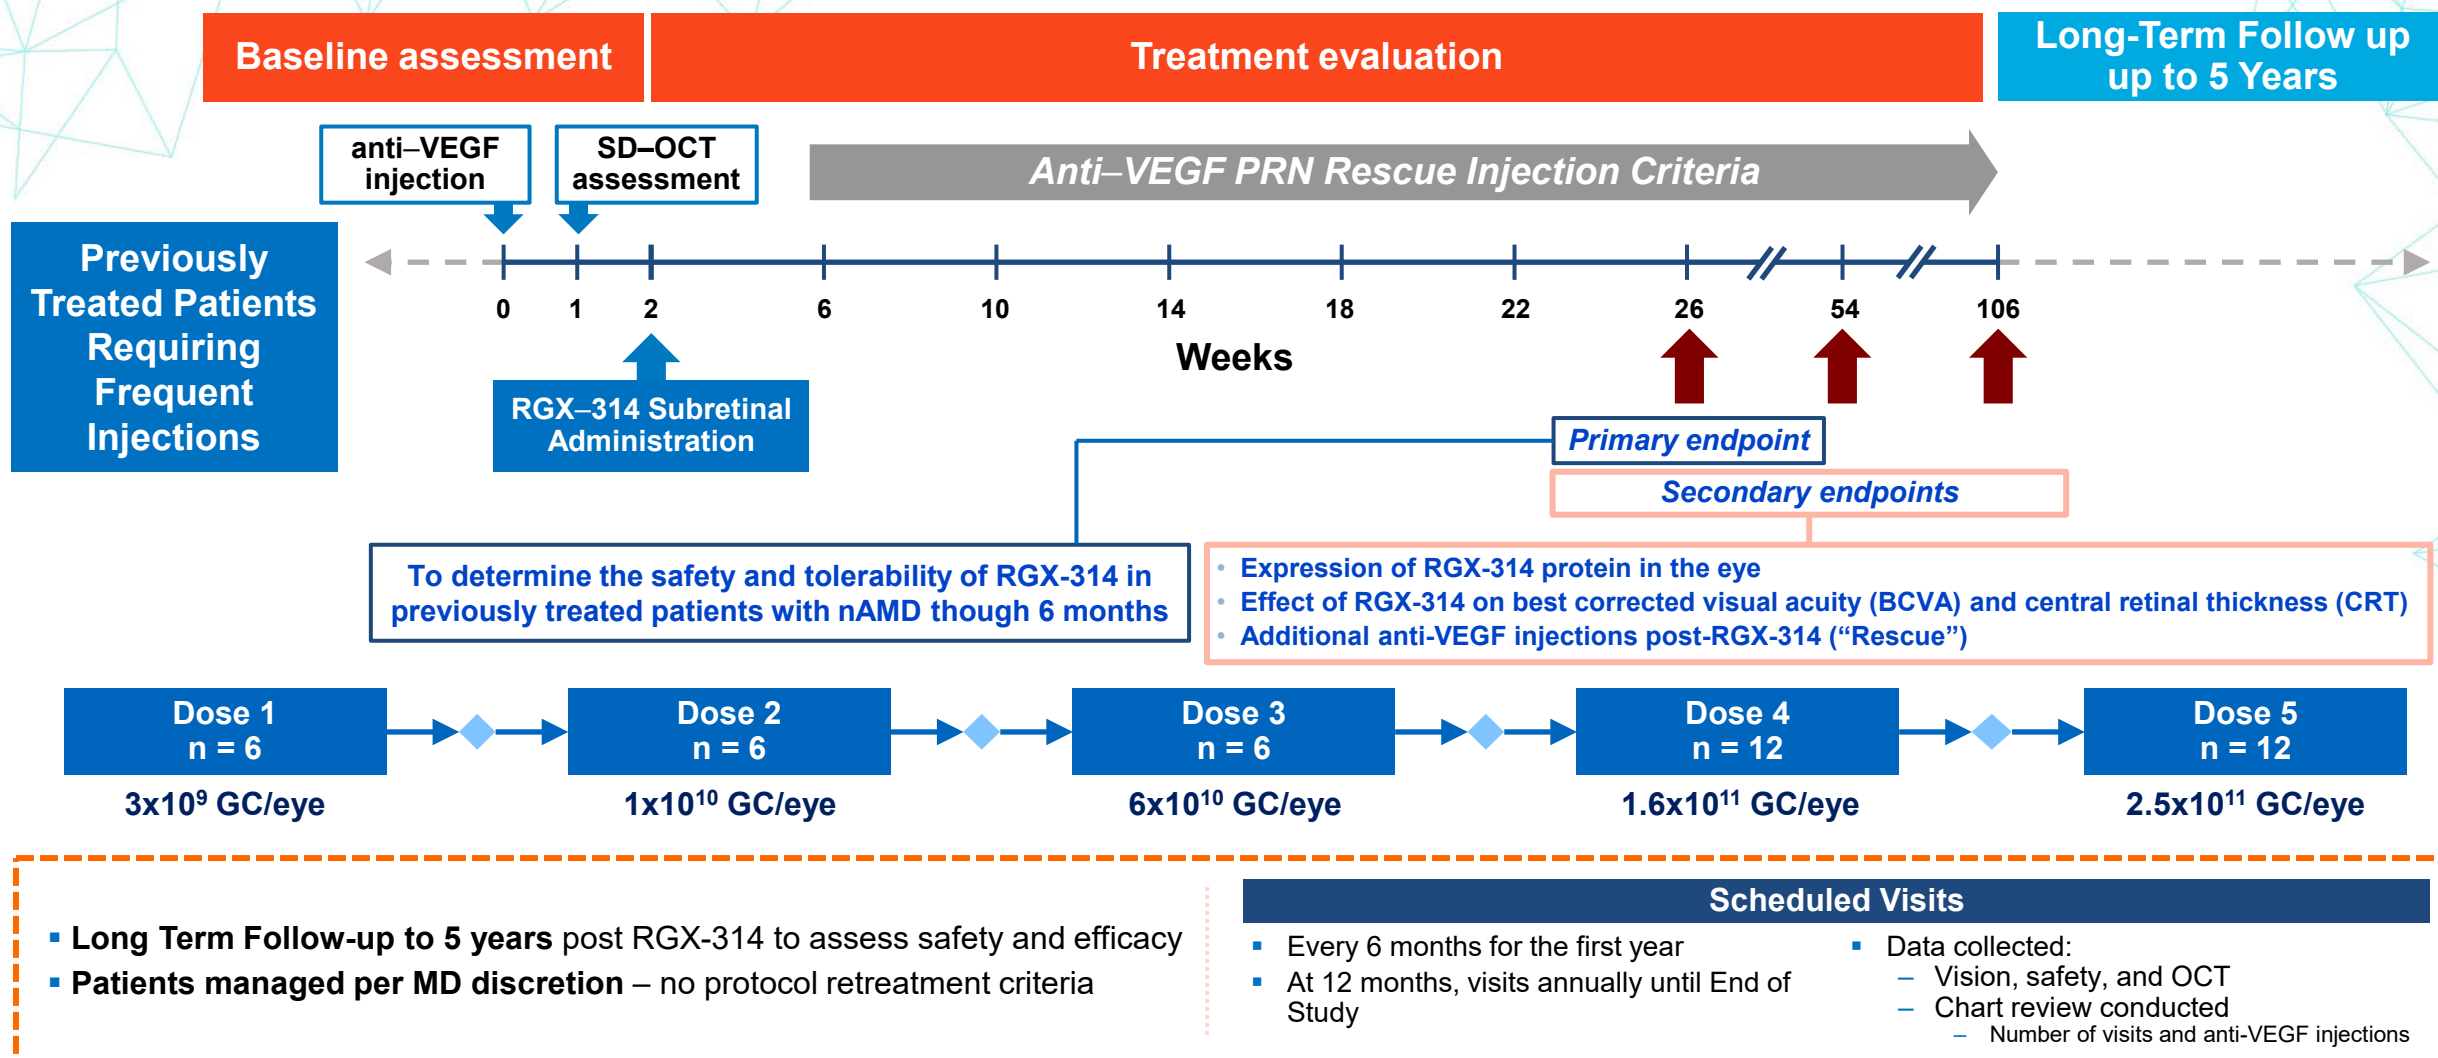 Baseline assessment
Treatment evaluation
Long-Term Follow up
up to 5 Years
anti–VEGF
injection
SD–OCT
assessment
Anti–VEGF PRN Rescue Injection Criteria
Previously
Treated Patients
Requiring
Frequent
Injections
0 1 2 6 10 14 18 22 26 54 106
Weeks
RGX–314 Subretinal
Administration
Primary endpoint
Secondary endpoints
To determine the safety and tolerability of RGX-314 in
previously treated patients with nAMD though 6 months
• Expression of RGX-314 protein in the eye
• Effect of RGX-314 on best corrected visual acuity (BCVA) and central retinal thickness (CRT)
• Additional anti-VEGF injections post-RGX-314 (“Rescue”)
Dose 1
n = 6
3x10⁹ GC/eye
Dose 2
n = 6
1x10¹⁰ GC/eye
Dose 3
n = 6
6x10¹⁰ GC/eye
Dose 4
n = 12
1.6x10¹¹ GC/eye
Dose 5
n = 12
2.5x10¹¹ GC/eye
▪ Long Term Follow-up to 5 years post RGX-314 to assess safety and efficacy
▪ Patients managed per MD discretion – no protocol retreatment criteria
Scheduled Visits
▪ Every 6 months for the first year
▪ At 12 months, visits annually until End of
Study
▪ Data collected:
– Vision, safety, and OCT
– Chart review conducted
– Number of visits and anti-VEGF injections